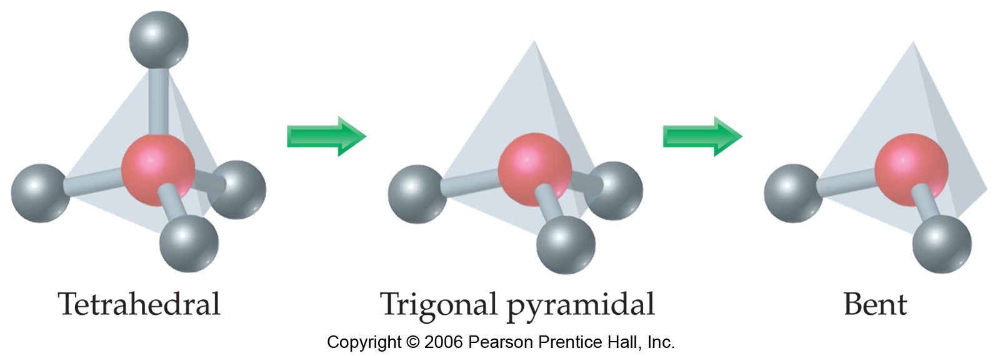 Tetrahedral
Trigonal pyramidal
Bent
Copyright © 2006 Pearson Prentice Hall, Inc.